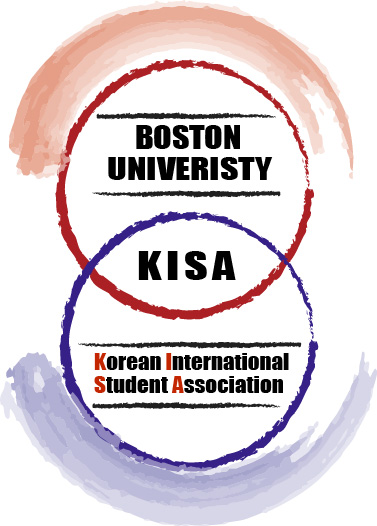 BOSTON
UNIVERISTY
KISA
Korean International
Student Association